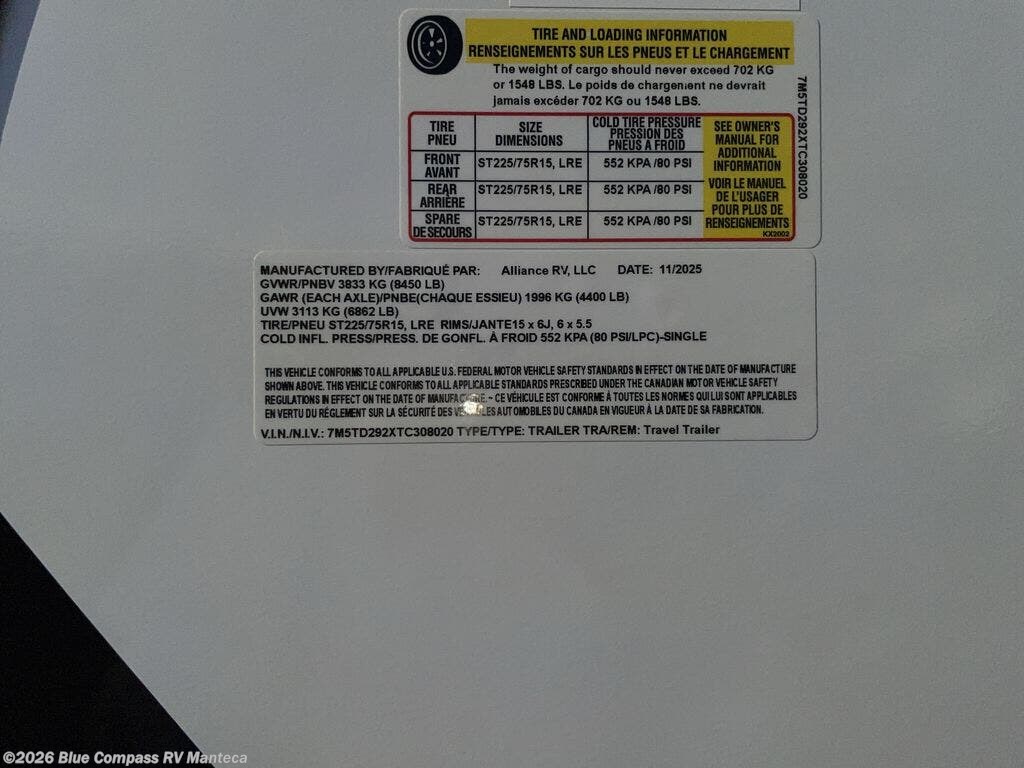 TIRE AND LOADING INFORMATION
RENSEIGNEMENTS SUR LES PNEUS ET LE CHARGEMENT
The weight of cargo should never exceed 702 KG
or 1548 LBS. Le poids de chargement ne devrait
jamais excéder 702 KG ou 1548 LBS.
7M5TD292XTC308020
TIRE PNEU
SIZE DIMENSIONS
COLD TIRE PRESSURE
PRESSION DES
PNEUS A FROID
FRONT AVANT ST225/75R15, LRE 552 KPA /80 PSI
REAR ARRIÈRE ST225/75R15, LRE 552 KPA /80 PSI
SPARE DE SECOURS ST225/75R15, LRE 552 KPA /80 PSI
SEE OWNER'S
MANUAL FOR
ADDITIONAL
INFORMATION
VOIR LE MANUEL
DE L'USAGER
POUR PLUS DE
RENSEIGNEMENTS
KX2002
MANUFACTURED BY/FABRIQUÉ PAR: Alliance RV, LLC DATE: 11/2025
GVWR/PNBV 3833 KG (8450 LB)
GAWR (EACH AXLE)/PNBE(CHAQUE ESSIEU) 1996 KG (4400 LB)
UVW 3113 KG (6862 LB)
TIRE/PNEU ST225/75R15, LRE RIMS/JANTE15 x 6J, 6 x 5.5
COLD INFL. PRESS/PRESS. DE GONFL. À FROID 552 KPA (80 PSI/LPC)-SINGLE
THIS VEHICLE CONFORMS TO ALL APPLICABLE U.S. FEDERAL MOTOR VEHICLE SAFETY STANDARDS IN EFFECT ON THE DATE OF MANUFACTURE
SHOWN ABOVE. THIS VEHICLE CONFORMS TO ALL APPLICABLE STANDARDS PRESCRIBED UNDER THE CANADIAN MOTOR VEHICLE SAFETY
REGULATIONS IN EFFECT ON THE DATE OF MANUFACTURE. ~ CE VÉHICULE EST CONFORME À TOUTES LES NORMES QUI LUI SONT APPLICABLES
EN VERTU DU RÉGLEMENT SUR LA SÉCURITÉ DES VÉHICULES AUTOMOBILES DU CANADA EN VIGUEUR À LA DATE DE SA FABRICATION.
V.I.N./N.I.V.: 7M5TD292XTC308020 TYPE/TYPE: TRAILER TRA/REM: Travel Trailer
©2026 Blue Compass RV Manteca